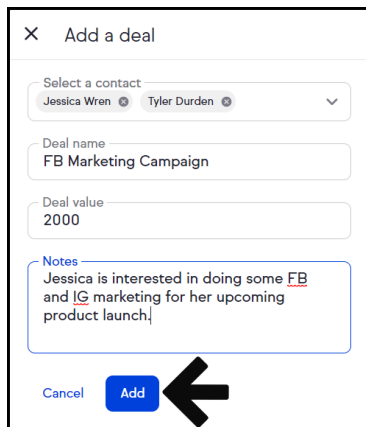 Add a deal
Select a contact
Jessica Wren Tyler Durden
Deal name
FB Marketing Campaign
Deal value
2000
Notes
Jessica is interested in doing some FB
and IG marketing for her upcoming
product launch.
Cancel Add